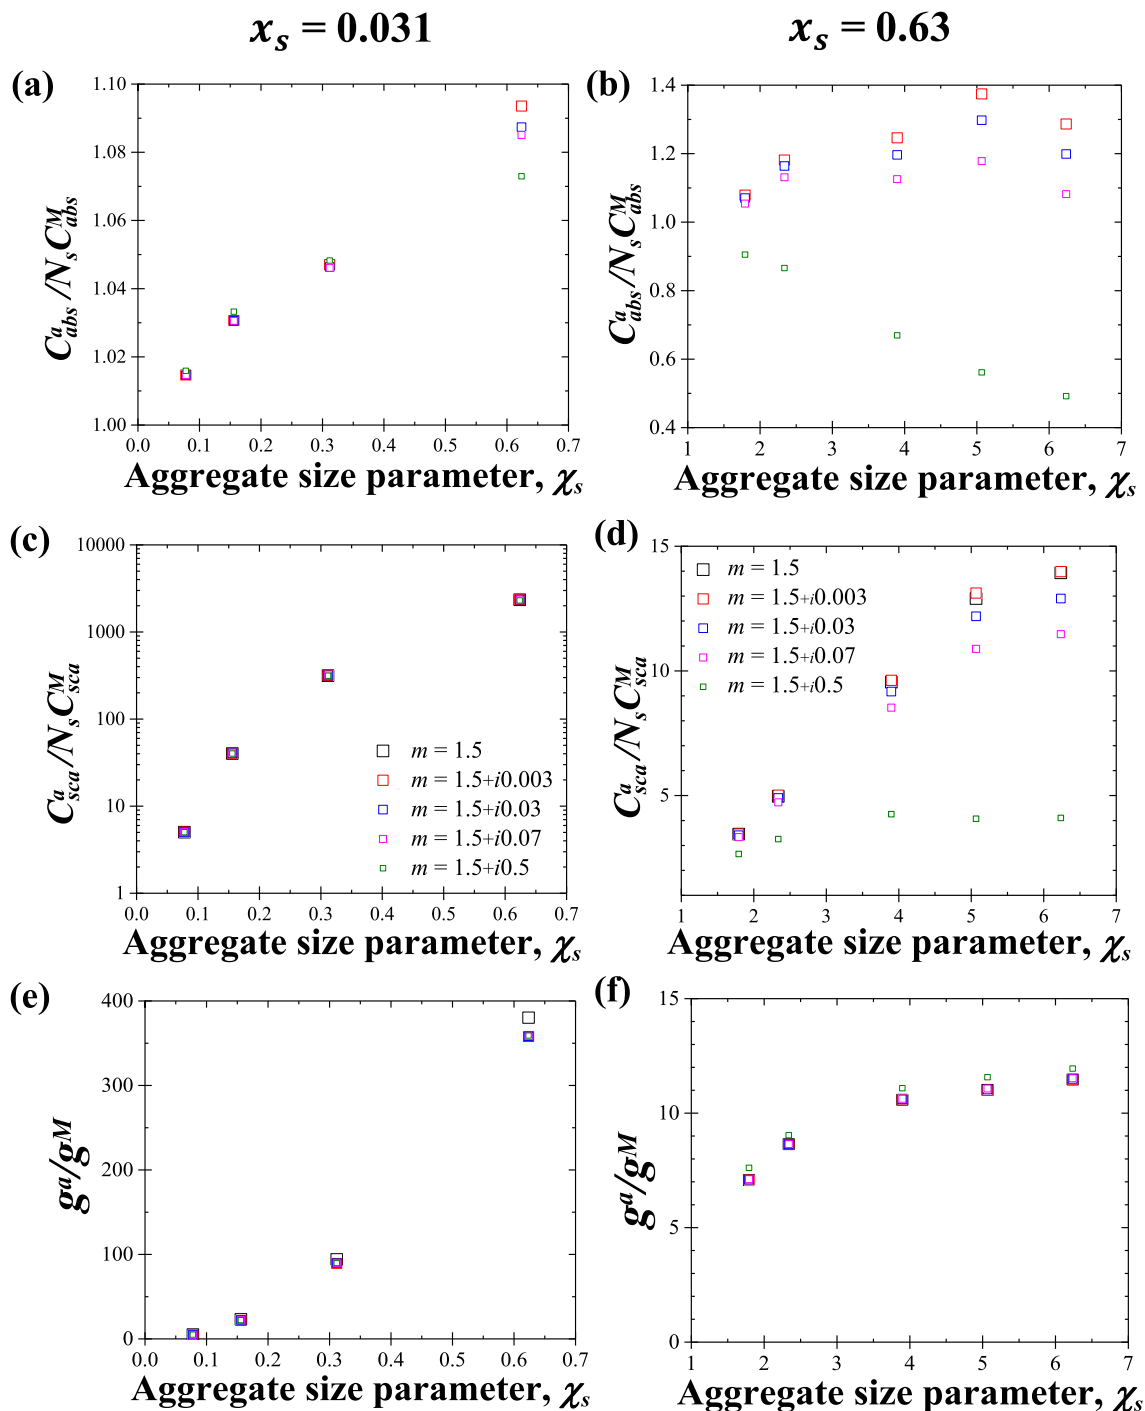 x_s = 0.031
x_s = 0.63
(a)
1.10
1.08
1.06
1.04
1.02
1.00
0.0 0.1 0.2 0.3 0.4 0.5 0.6 0.7
C^a_abs/N_sC^M_abs
Aggregate size parameter, χ_s
(b)
1.4
1.2
1.0
0.8
0.6
0.4
1 2 3 4 5 6 7
C^a_abs/N_sC^M_abs
Aggregate size parameter, χ_s
(c)
10000
1000
100
10
1
0.0 0.1 0.2 0.3 0.4 0.5 0.6 0.7
C^a_sca/N_sC^M_sca
m = 1.5
m = 1.5+i0.003
m = 1.5+i0.03
m = 1.5+i0.07
m = 1.5+i0.5
Aggregate size parameter, χ_s
(d)
15
10
5
1 2 3 4 5 6 7
C^a_sca/N_sC^M_sca
m = 1.5
m = 1.5+i0.003
m = 1.5+i0.03
m = 1.5+i0.07
m = 1.5+i0.5
Aggregate size parameter, χ_s
(e)
400
300
200
100
0
0.0 0.1 0.2 0.3 0.4 0.5 0.6 0.7
g^a/g^M
Aggregate size parameter, χ_s
(f)
15
10
5
0
1 2 3 4 5 6 7
g^a/g^M
Aggregate size parameter, χ_s